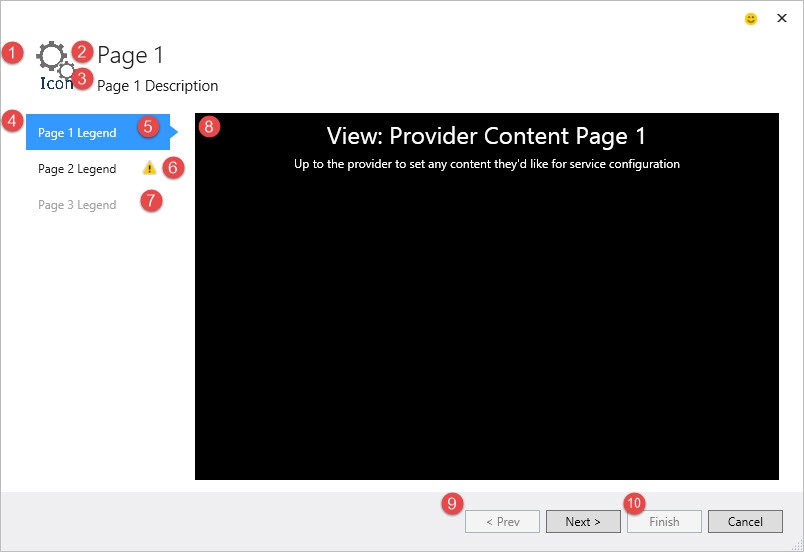 1
2 Page 1
3 Page 1 Description
Icon
4 Page 1 Legend 5
Page 2 Legend 6
Page 3 Legend 7
8 View: Provider Content Page 1
Up to the provider to set any content they'd like for service configuration
9 < Prev
Next >
10 Finish
Cancel